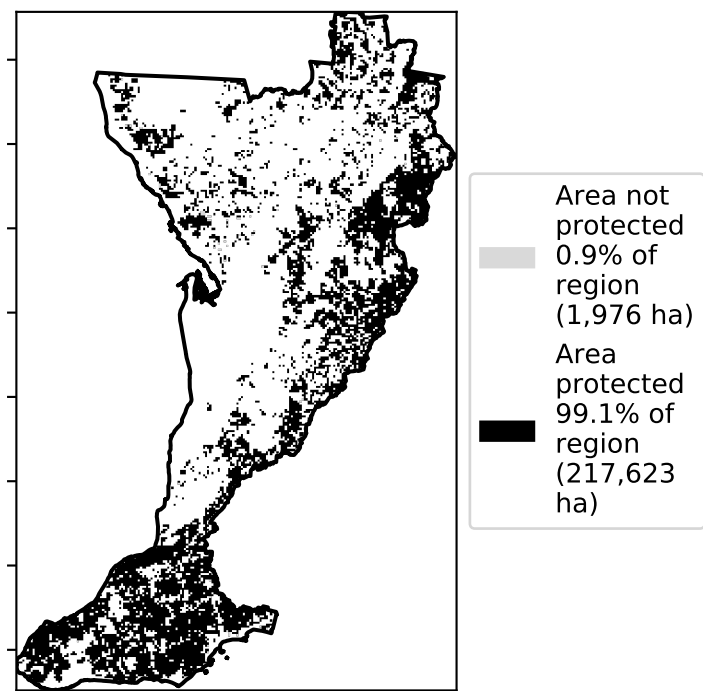 Area not
protected
0.9% of
region
(1,976 ha)
Area
protected
99.1% of
region
(217,623
ha)